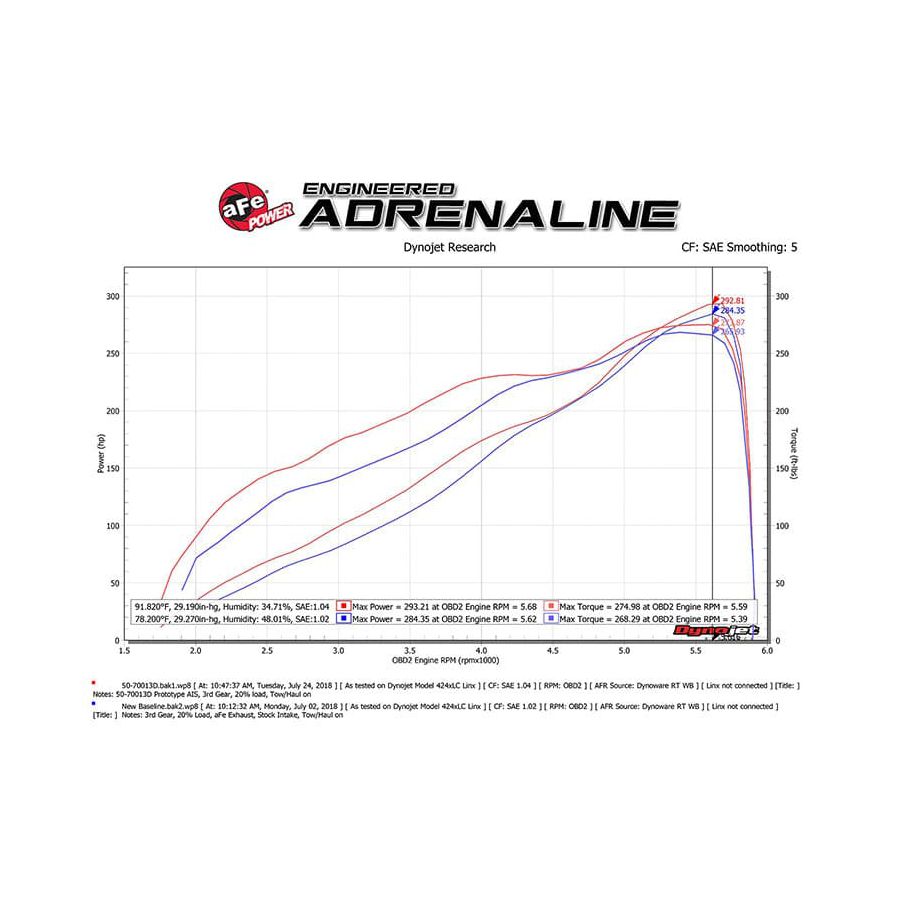 aFe POWER
ENGINEERED
ADRENALINE
Dynojet Research
CF: SAE Smoothing: 5
300 300
250 250
200 200
150 150
100 100
50 50
0 0
Power (hp)
Torque (ft-lbs)
292.81
284.35
91.820°F, 29.190in-hg, Humidity: 34.71%, SAE:1.04 Max Power = 293.21 at OBD2 Engine RPM = 5.68 Max Torque = 274.98 at OBD2 Engine RPM = 5.59
78.200°F, 29.270in-hg, Humidity: 48.01%, SAE:1.02 Max Power = 284.35 at OBD2 Engine RPM = 5.62 Max Torque = 268.29 at OBD2 Engine RPM = 5.39
Dynojet
1.5 2.0 2.5 3.0 3.5 4.0 4.5 5.0 5.5 6.0
OBD2 Engine RPM (rpmx1000)
50-70013D.bak1.wp8 [ At: 10:47:37 AM, Tuesday, July 24, 2018 ] [ As tested on Dynojet Model 424xLC Linx ] [ CF: SAE 1.04 ] [ RPM: OBD2 ] [ AFR Source: Dynoware RT WB ] [ Linx not connected ] [Title: ]
Notes: 50-70013D Prototype AIS, 3rd Gear, 20% load, Tow/Haul on
New Baseline.bak2.wp8 [ At: 10:12:32 AM, Monday, July 02, 2018 ] [ As tested on Dynojet Model 424xLC Linx ] [ CF: SAE 1.02 ] [ RPM: OBD2 ] [ AFR Source: Dynoware RT WB ] [ Linx not connected ]
[Title: ] Notes: 3rd Gear, 20% Load, aFe Exhaust, Stock Intake, Tow/Haul on